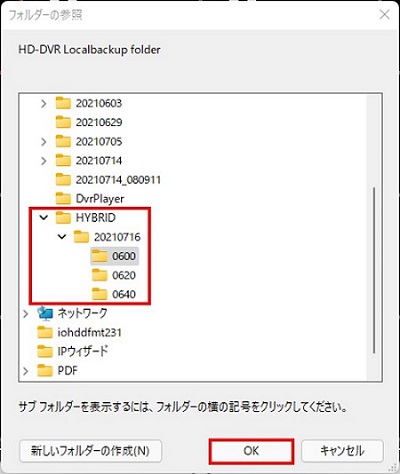 フォルダーの参照
HD-DVR Localbackup folder
20210603
20210629
20210705
20210714
20210714_080911
DvrPlayer
HYBRID
20210716
0600
0620
0640
ネットワーク
iohddfmt231
IPウィザード
PDF
サブ フォルダーを表示するには、フォルダーの横の記号をクリックしてください。
新しいフォルダーの作成(N)
OK
キャンセル